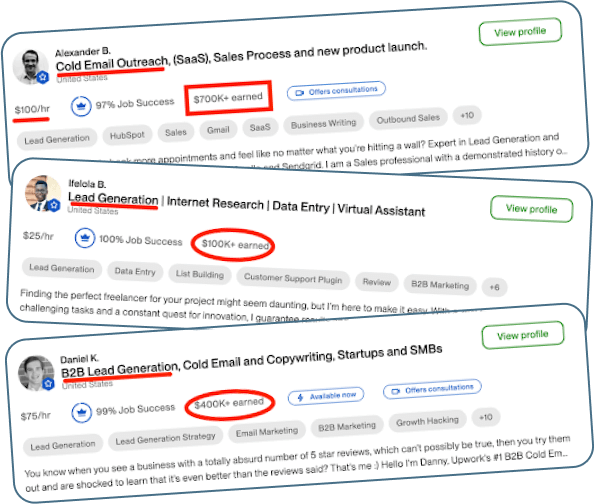 Alexander B.
Cold Email Outreach, (SaaS), Sales Process and new product launch.
United States
View profile
$100/hr 97% Job Success $700K+ earned Offers consultations
Lead Generation HubSpot Sales Gmail SaaS Business Writing Outbound Sales +10
book more appointments and feel like no matter what you're hitting a wall? Expert in Lead Generation and
and Sendgrid. I am a Sales professional with a demonstrated history o...
Ifelola B.
Lead Generation | Internet Research | Data Entry | Virtual Assistant
United States
View profile
$25/hr 100% Job Success $100K+ earned
Lead Generation Data Entry List Building Customer Support Plugin Review B2B Marketing +6
Finding the perfect freelancer for your project might seem daunting, but I'm here to make it easy. With
challenging tasks and a constant quest for innovation, I guarantee
Daniel K.
B2B Lead Generation, Cold Email and Copywriting, Startups and SMBs
United States
View profile
$75/hr 99% Job Success $400K+ earned Available now Offers consultations
Lead Generation Lead Generation Strategy Email Marketing B2B Marketing Growth Hacking +10
You know when you see a business with a totally absurd number of 5 star reviews, which can't possibly be true, then you try them
out and are shocked to learn that it's even better than the reviews said? That's me :) Hello I'm Danny, Upwork's #1 B2B Cold Em...